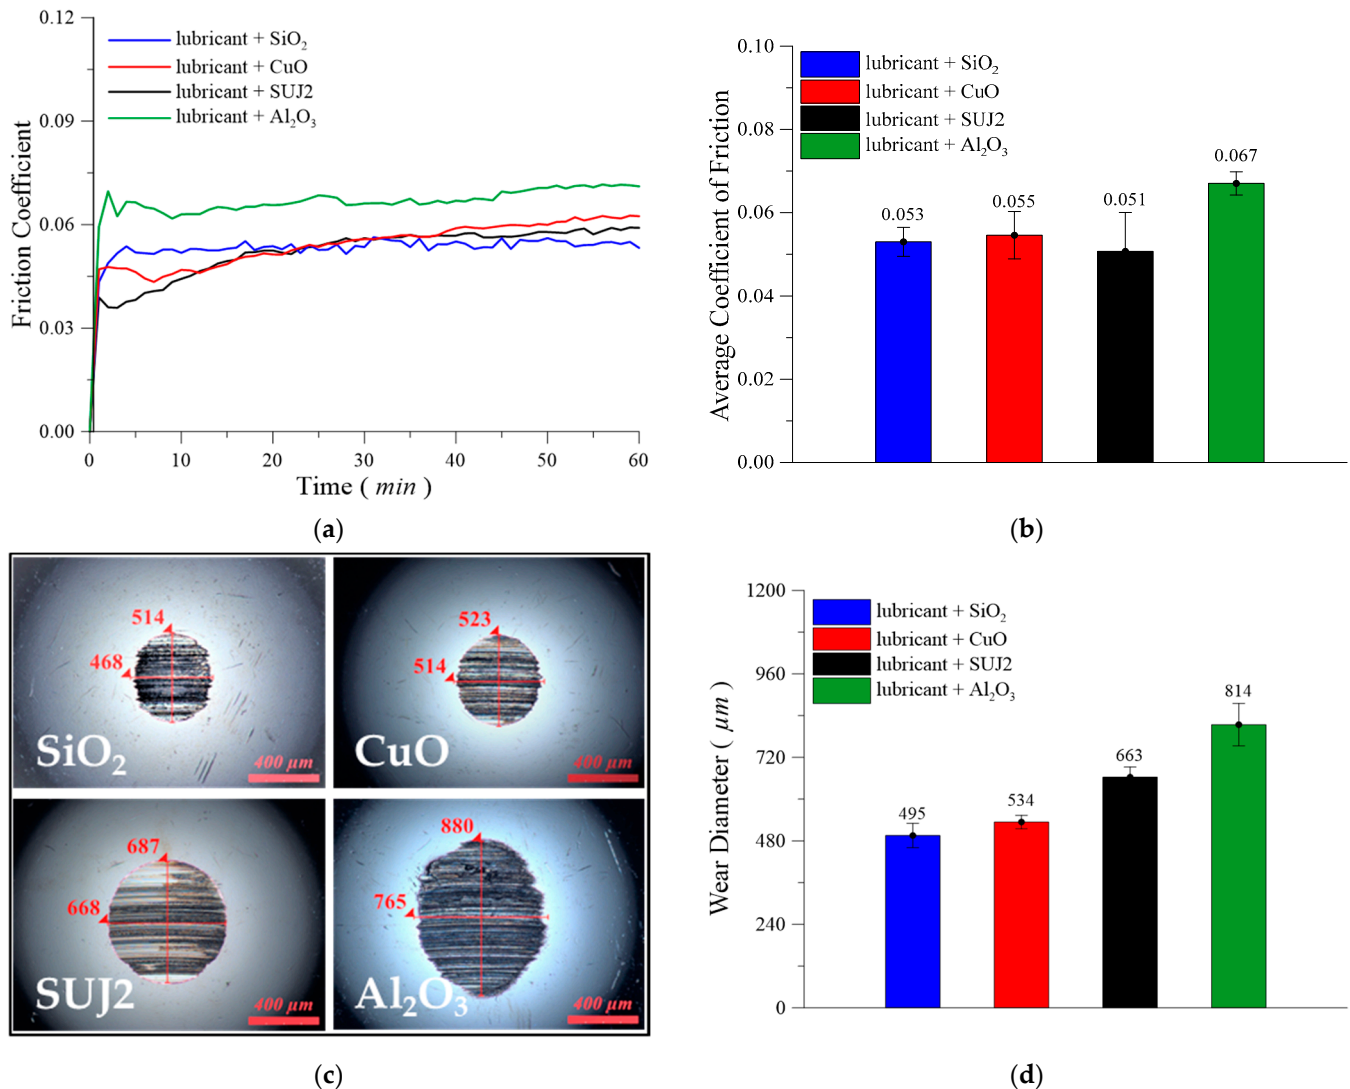 0.12
0.09
0.06
0.03
0.00
Friction Coefficient
lubricant + SiO₂
lubricant + CuO
lubricant + SUJ2
lubricant + Al₂O₃
0 10 20 30 40 50 60
Time ( min )
(a)
0.10
0.08
0.06
0.04
0.02
0.00
Average Coefficient of Friction
lubricant + SiO₂
lubricant + CuO
lubricant + SUJ2
lubricant + Al₂O₃
0.053 0.055 0.051 0.067
(b)
514
468
SiO₂
400 µm
523
514
CuO
400 µm
687
668
SUJ2
400 µm
880
765
Al₂O₃
400 µm
(c)
1200
960
720
480
240
0
Wear Diameter ( µm )
lubricant + SiO₂
lubricant + CuO
lubricant + SUJ2
lubricant + Al₂O₃
495 534 663 814
(d)